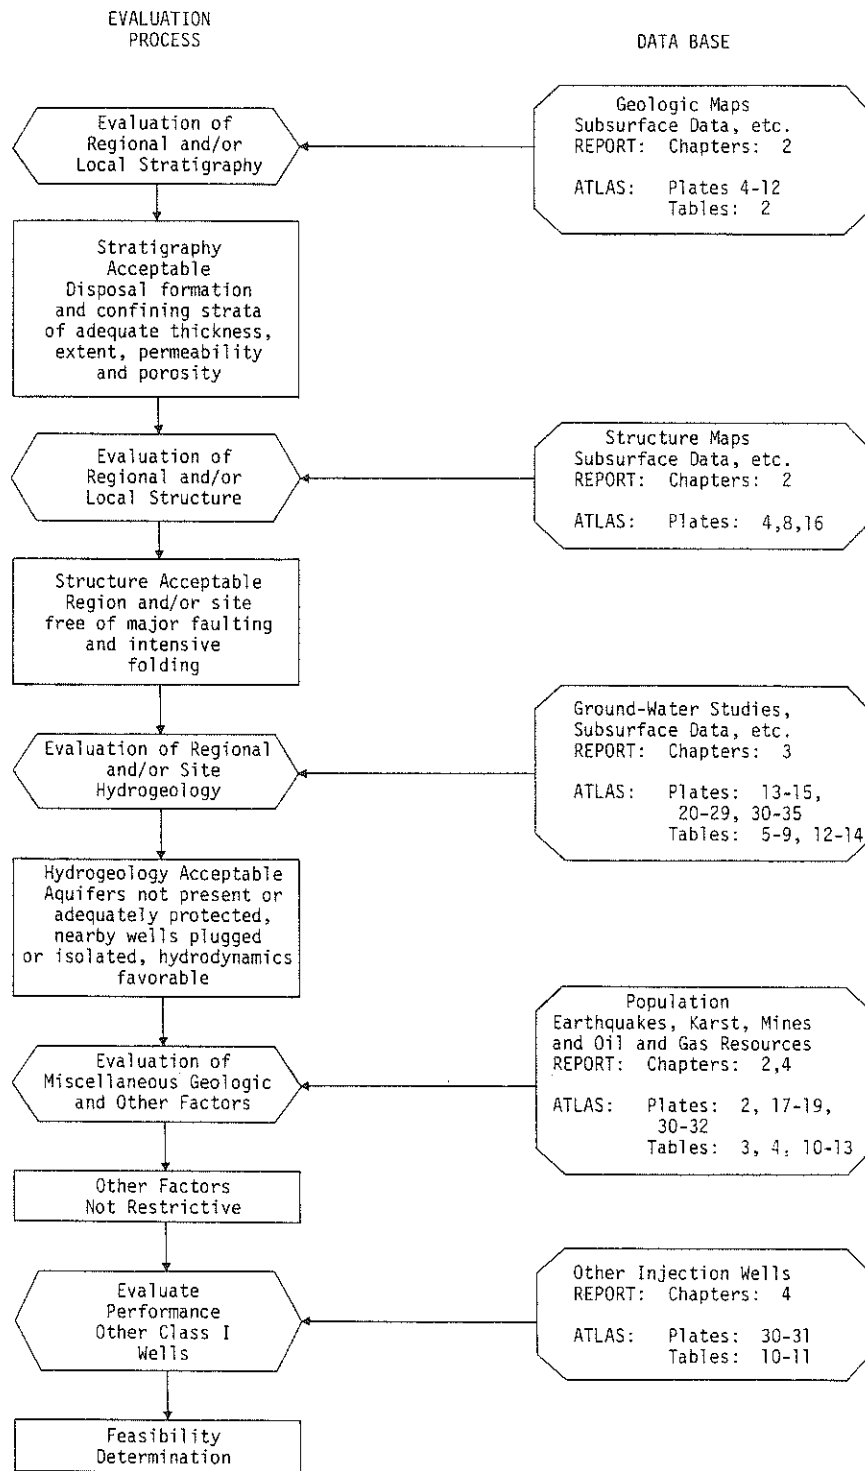 EVALUATION
PROCESS
DATA BASE
Evaluation of
Regional and/or
Local Stratigraphy
Geologic Maps
Subsurface Data, etc.
REPORT: Chapters: 2
ATLAS: Plates 4-12
Tables: 2
Stratigraphy
Acceptable
Disposal formation
and confining strata
of adequate thickness,
extent, permeability
and porosity
Evaluation of
Regional and/or
Local Structure
Structure Maps
Subsurface Data, etc.
REPORT: Chapters: 2
ATLAS: Plates: 4,8,16
Structure Acceptable
Region and/or site
free of major faulting
and intensive
folding
Evaluation of Regional
and/or Site
Hydrogeology
Ground-Water Studies,
Subsurface Data, etc.
REPORT: Chapters: 3
ATLAS: Plates: 13-15,
20-29, 30-35
Tables: 5-9, 12-14
Hydrogeology Acceptable
Aquifers not present or
adequately protected,
nearby wells plugged
or isolated, hydrodynamics
favorable
Evaluation of
Miscellaneous Geologic
and Other Factors
Population
Earthquakes, Karst, Mines
and Oil and Gas Resources
REPORT: Chapters: 2,4
ATLAS: Plates: 2, 17-19,
30-32
Tables: 3, 4, 10-13
Other Factors
Not Restrictive
Evaluate
Performance
Other Class I
Wells
Other Injection Wells
REPORT: Chapters: 4
ATLAS: Plates: 30-31
Tables: 10-11
Feasibility
Determination